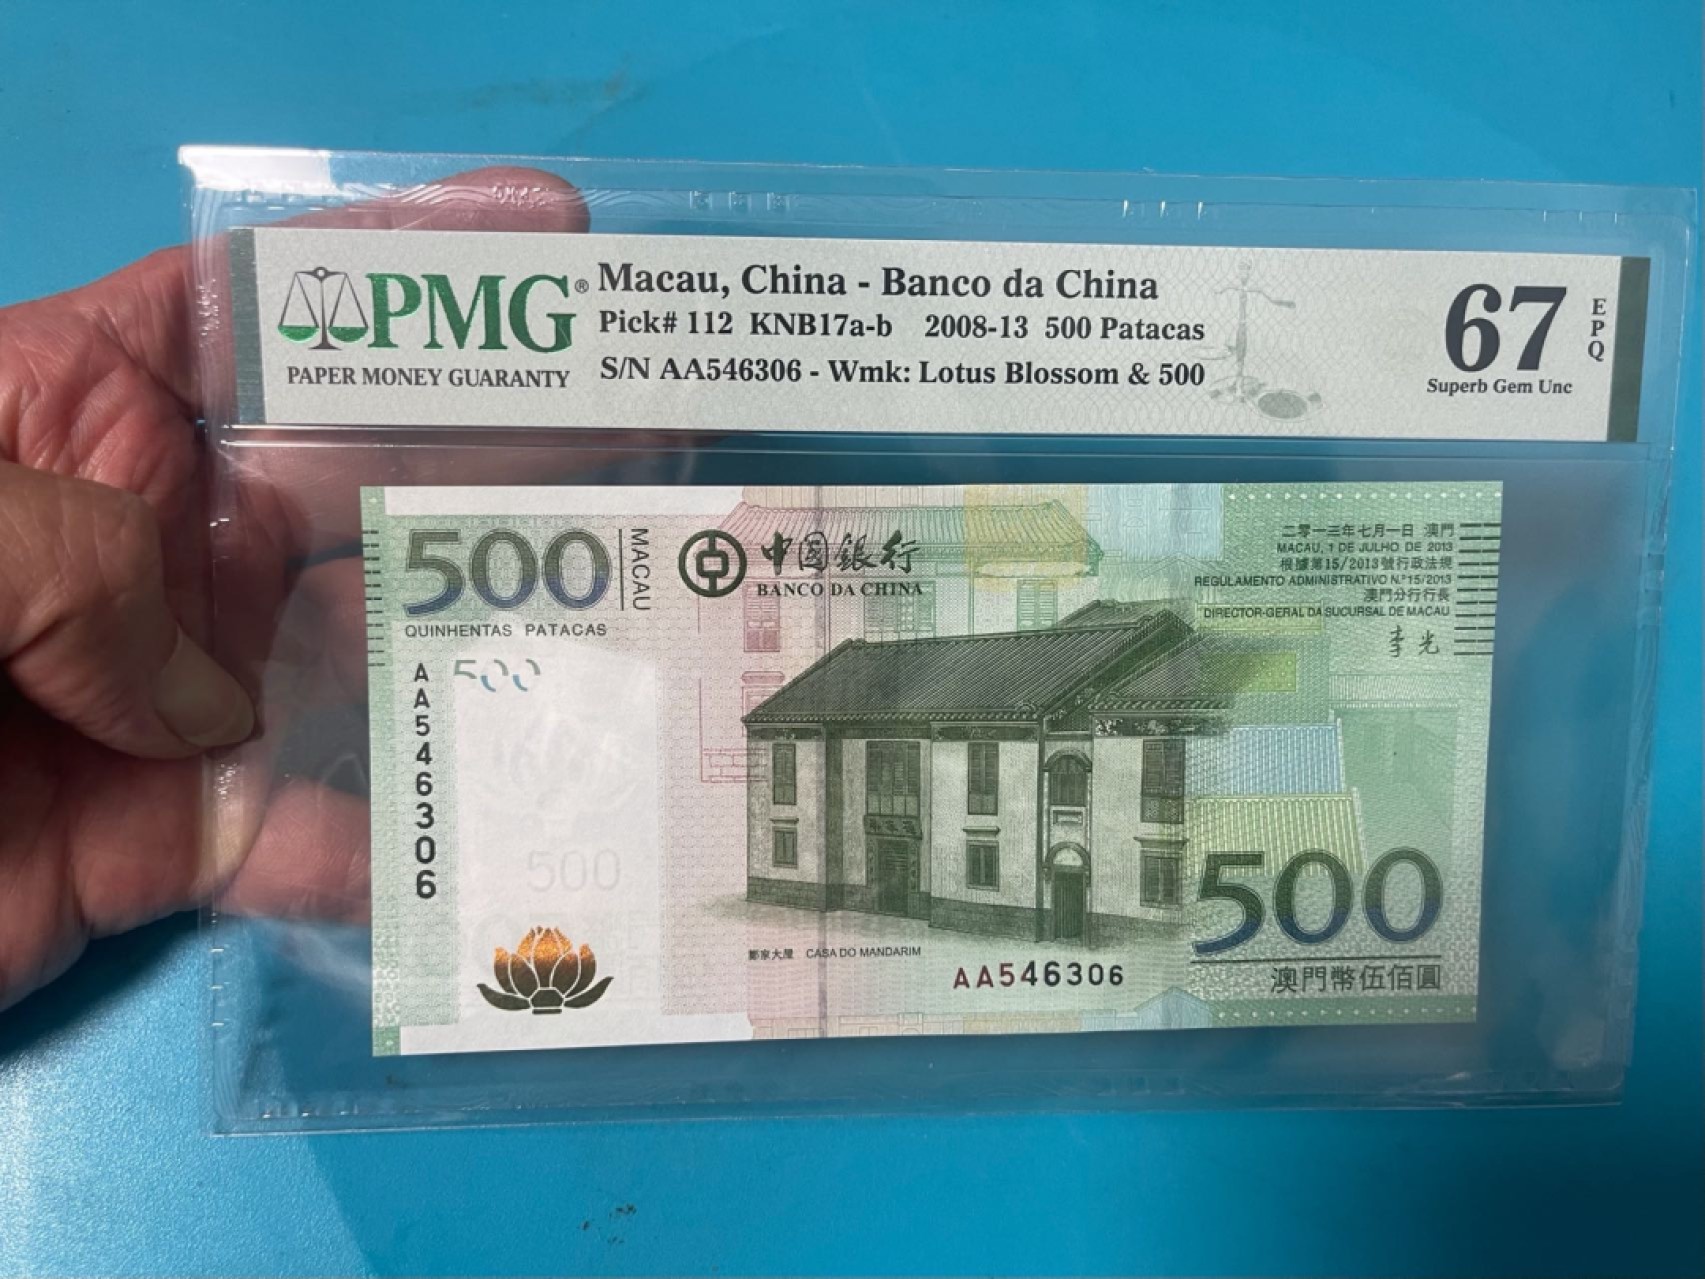 PMG®
PAPER MONEY GUARANTY
Macau, China - Banco da China
Pick# 112 KNB17a-b 2008-13 500 Patacas
S/N AA546306 - Wmk: Lotus Blossom & 500
67
EPQ
Superb Gem Unc
500
MACAU
QUINHENTAS PATACAS
中國銀行
BANCO DA CHINA
二零一三年七月一日 澳門
MACAU, 1 DE JULHO DE 2013
根據第15/2013號行政法規
REGULAMENTO ADMINISTRATIVO N.º 15/2013
澳門分行行長
DIRECTOR-GERAL DA SUCURSAL DE MACAU
AA546306
500
500
鄭家大屋 CASA DO MANDARIM
AA546306
500
澳門幣伍佰圓